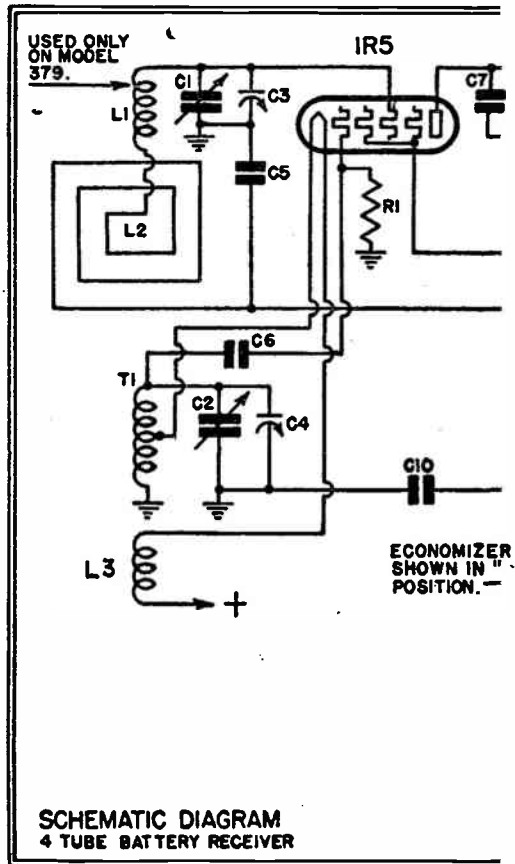 USED ONLY
ON MODEL
379.
1R5
C1
C3
C7
L1
C5
R1
L2
C6
T1
C2
C4
C10
L3
+
ECONOMIZER
SHOWN IN "
POSITION.—
SCHEMATIC DIAGRAM
4 TUBE BATTERY RECEIVER